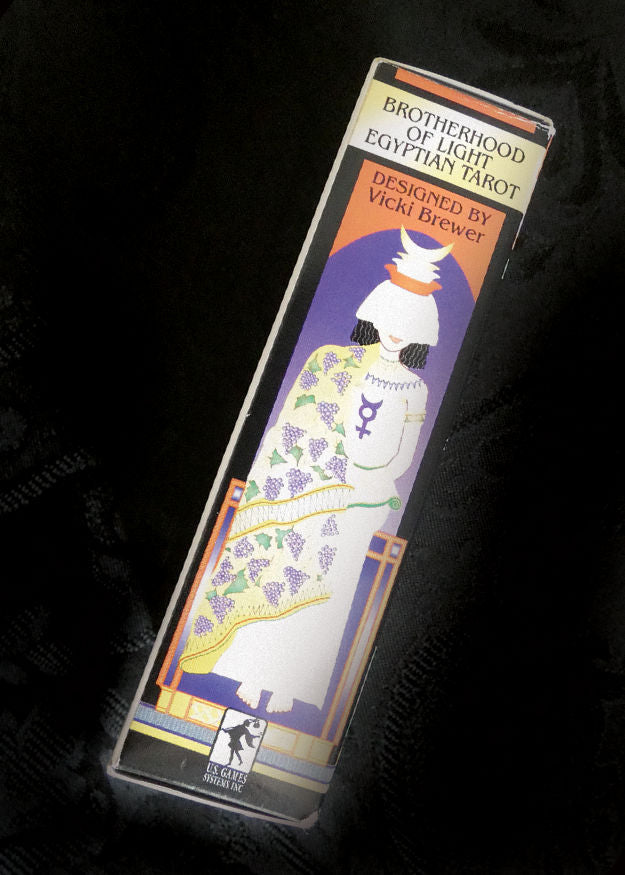 BROTHERHOOD
OF LIGHT
EGYPTIAN TAROT
DESIGNED BY
Vicki Brewer
U.S. GAMES
SYSTEMS INC